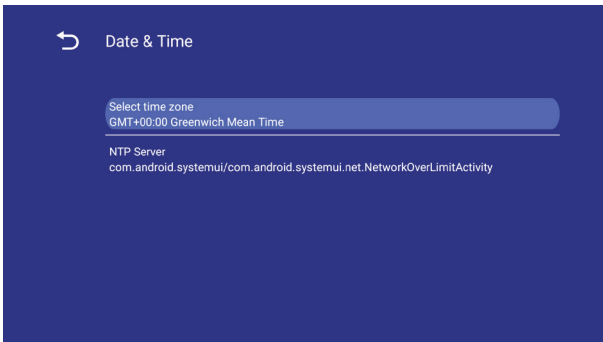 Date & Time
Select time zone
GMT+00:00 Greenwich Mean Time
NTP Server
com.android.systemui/com.android.systemui.net.NetworkOverLimitActivity